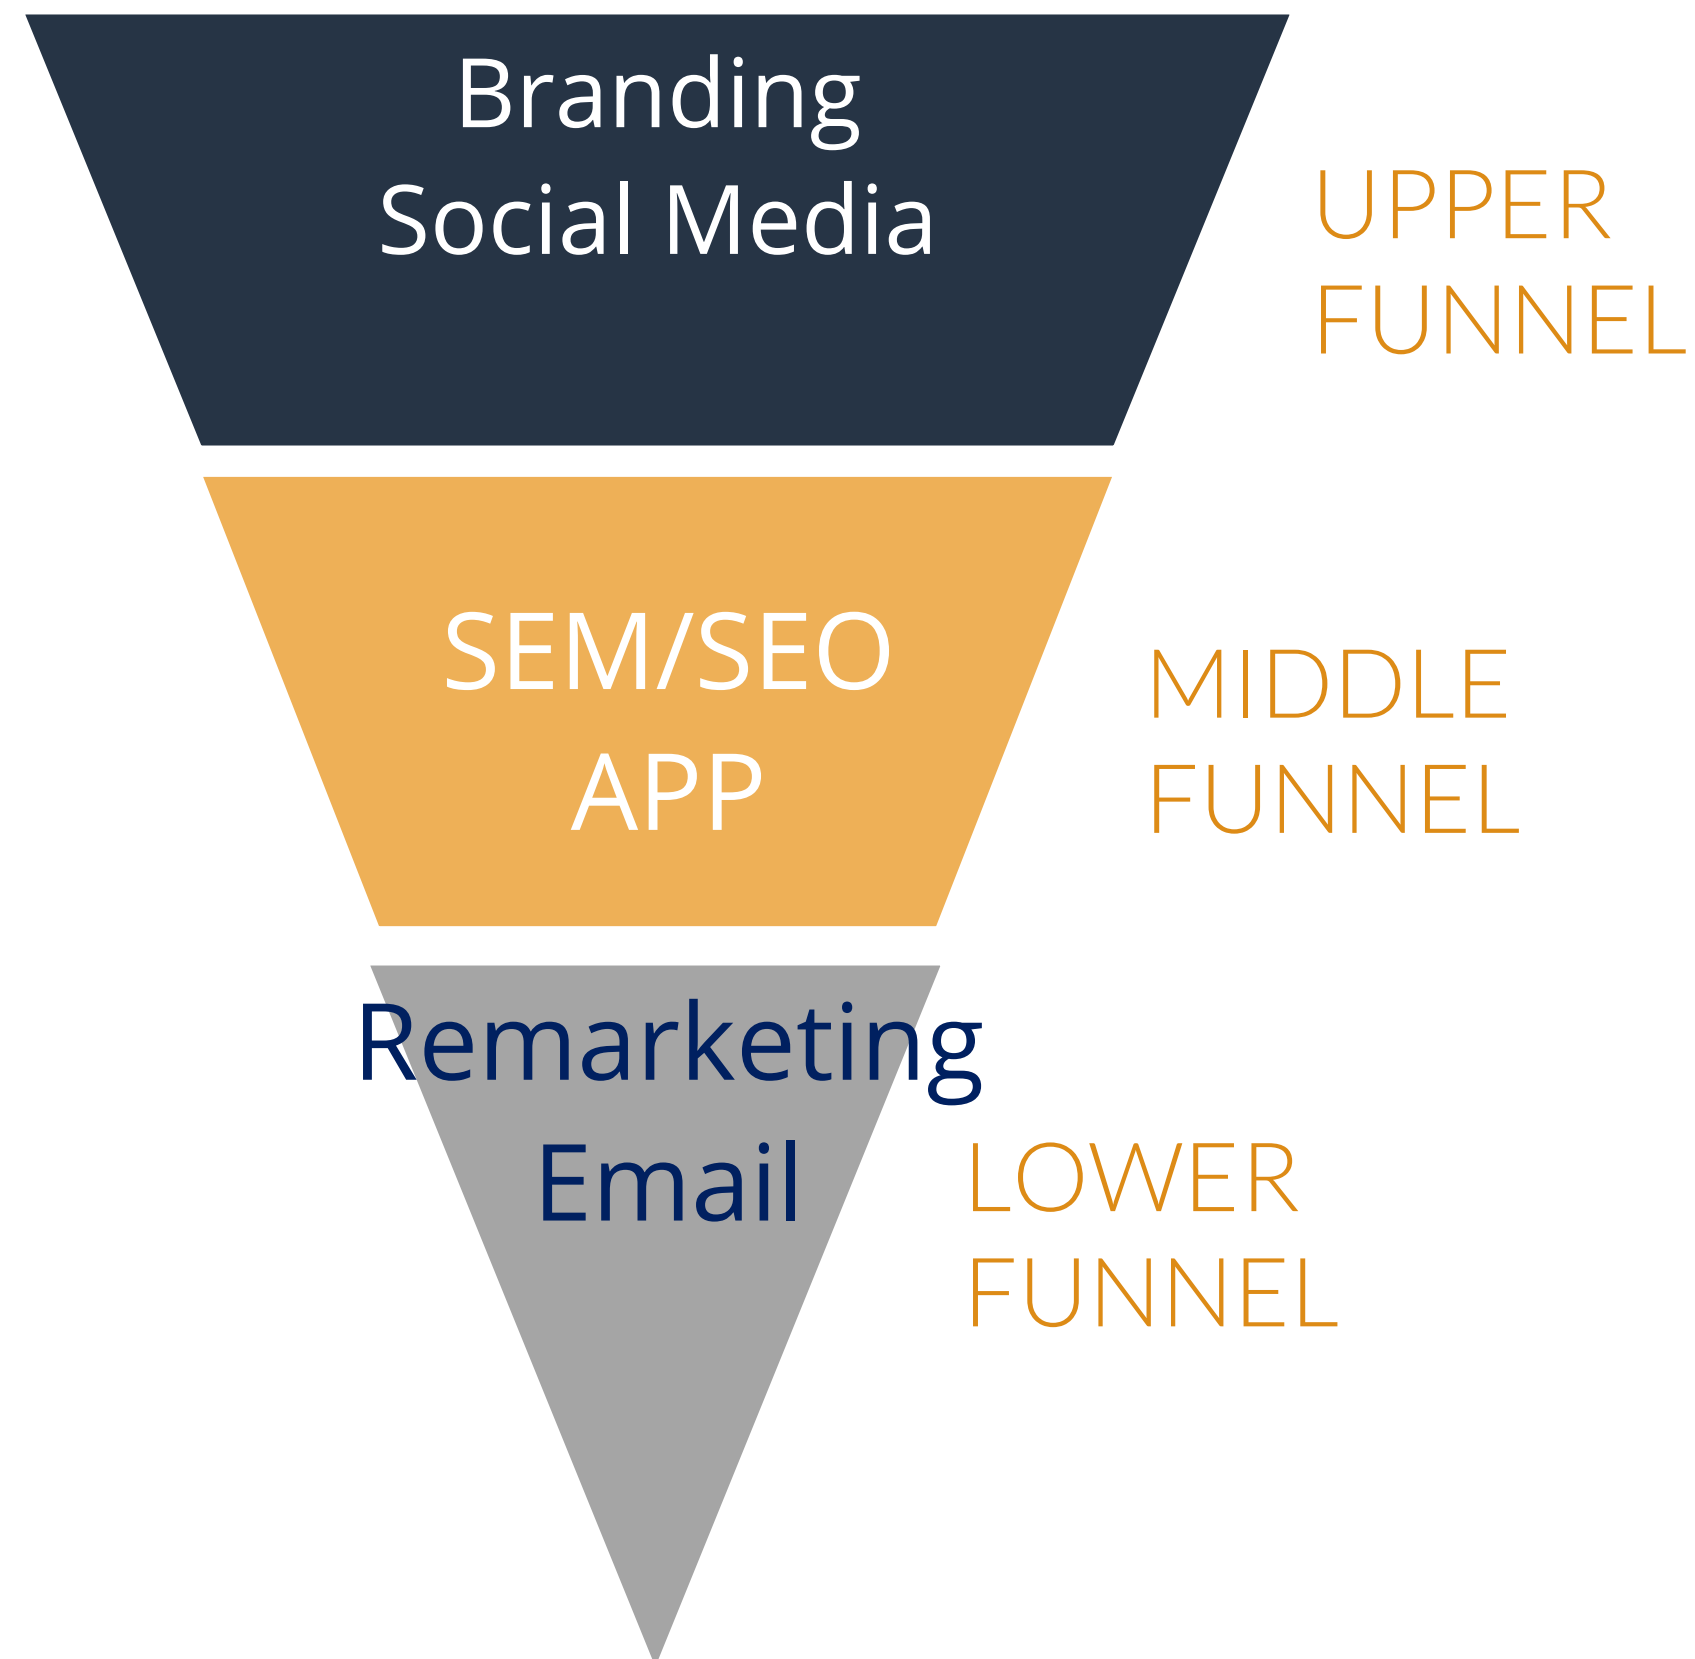 Branding
Social Media
UPPER
FUNNEL
SEM/SEO
APP
MIDDLE
FUNNEL
Remarketing
Email
LOWER
FUNNEL